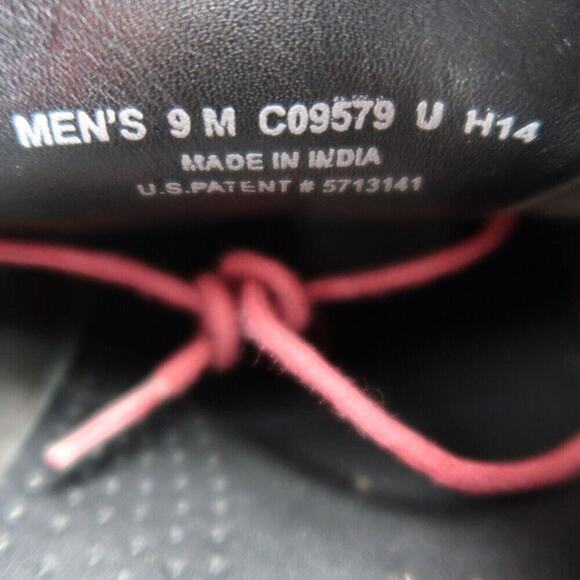 MEN'S 9 M C09579 U H14
MADE IN INDIA
U.S.PATENT # 5713141